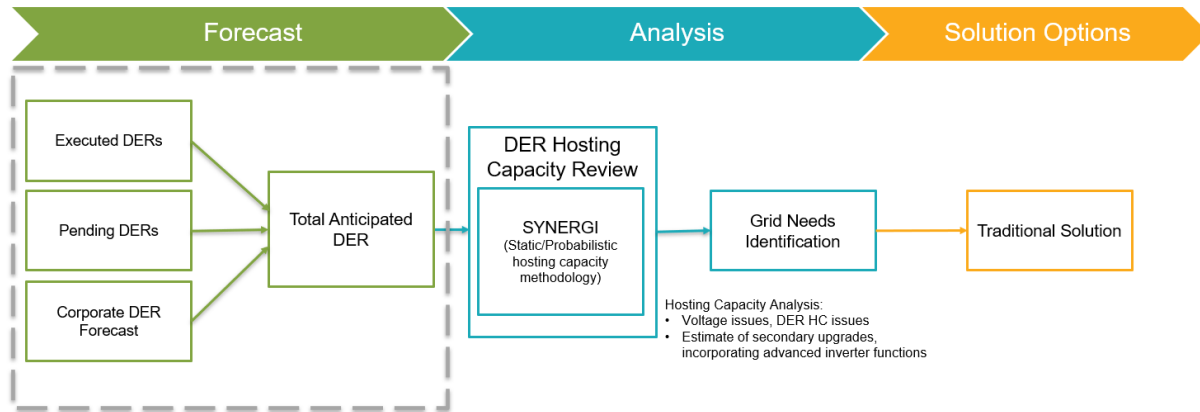 Forecast
Analysis
Solution Options
Executed DERs
Pending DERs
Corporate DER
Forecast
Total Anticipated
DER
DER Hosting
Capacity Review
SYNERGI
(Static/Probabilistic
hosting capacity
methodology)
Grid Needs
Identification
Traditional Solution
Hosting Capacity Analysis:
• Voltage issues, DER HC issues
• Estimate of secondary upgrades,
incorporating advanced inverter functions